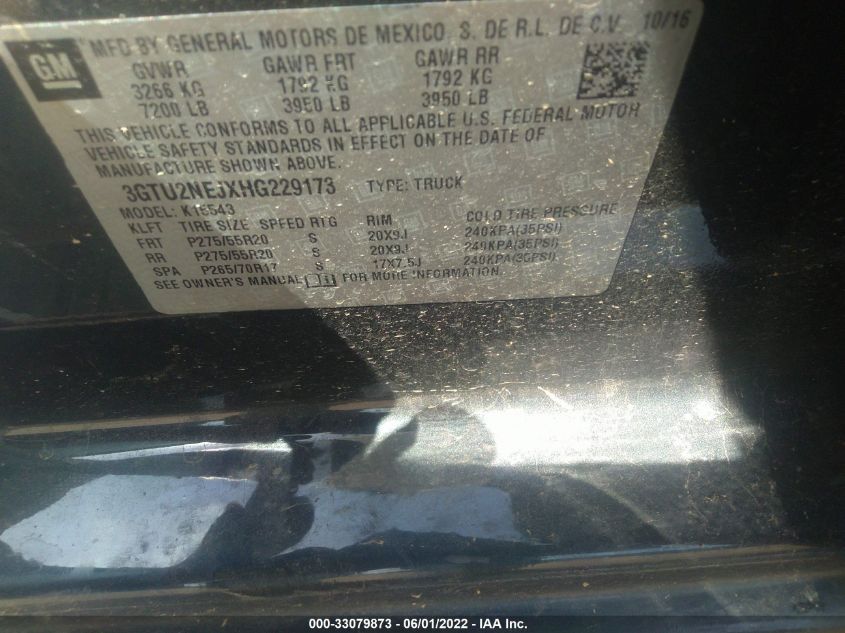 GM
MFD BY GENERAL MOTORS DE MEXICO, S. DE R.L. DE C.V. 10/16
GVWR GAWR FRT GAWR RR
3266 KG 1792 KG 1792 KG
7200 LB 3950 LB 3950 LB
THIS VEHICLE CONFORMS TO ALL APPLICABLE U.S. FEDERAL MOTOR
VEHICLE SAFETY STANDARDS IN EFFECT ON THE DATE OF
MANUFACTURE SHOWN ABOVE.
3GTU2NEJXHG229173 TYPE: TRUCK
MODEL: K15543
KLFT TIRE SIZE SPEED RTG RIM COLD TIRE PRESSURE
FRT P275/55R20 S 20X9J 240KPA(35PSI)
RR P275/55R20 S 20X9J 240KPA(35PSI)
SPA P265/70R17 S 17X7.5J 240KPA(35PSI)
SEE OWNER'S MANUAL FOR MORE INFORMATION.
000-33079873 - 06/01/2022 - IAA Inc.